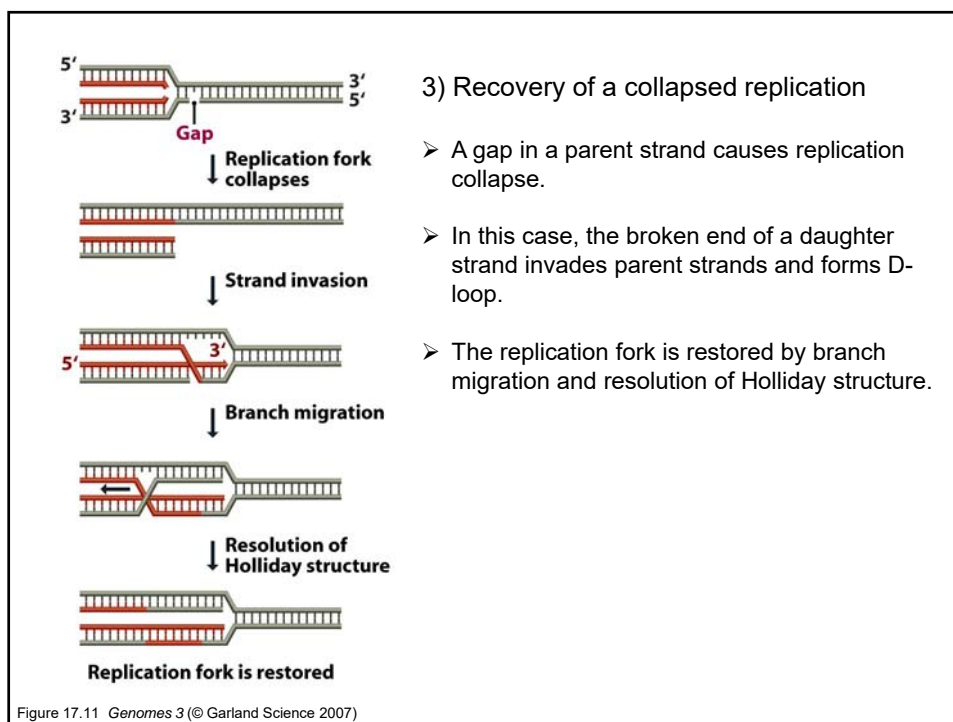 5′
3′
5′
3′
Gap
Replication fork
collapses
Strand invasion
5′
3′
Branch migration
Resolution of
Holliday structure
Replication fork is restored
3) Recovery of a collapsed replication
➢ A gap in a parent strand causes replication
collapse.
➢ In this case, the broken end of a daughter
strand invades parent strands and forms D-
loop.
➢ The replication fork is restored by branch
migration and resolution of Holliday structure.
Figure 17.11 Genomes 3 (© Garland Science 2007)